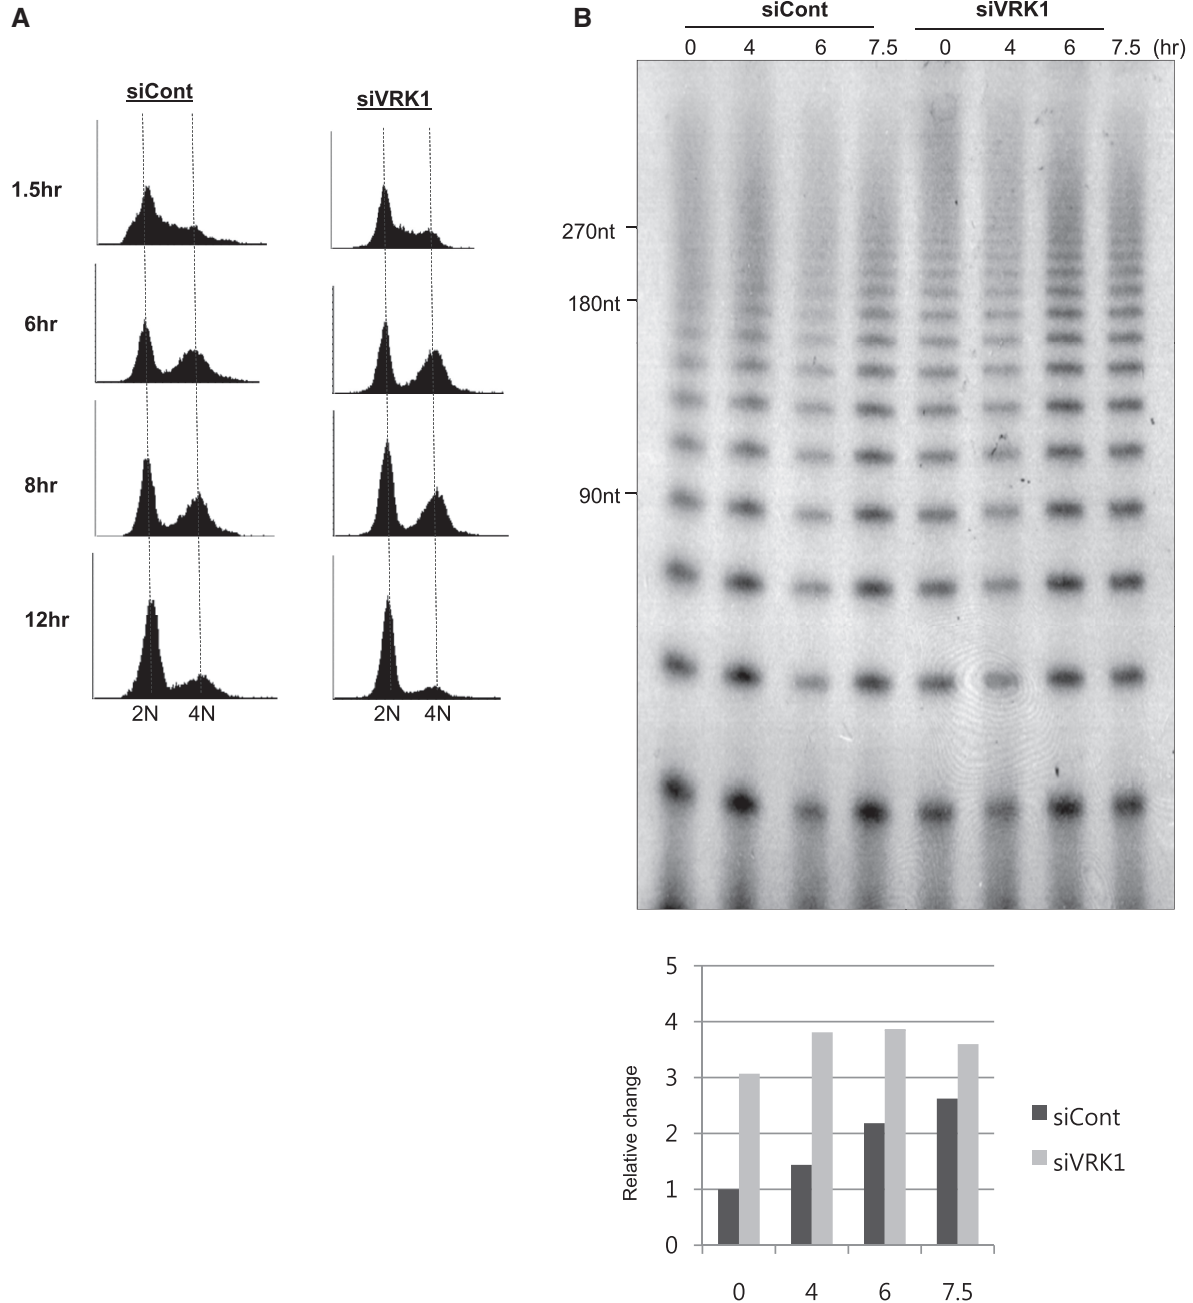 A
siCont
siVRK1
1.5hr
6hr
8hr
12hr
2N 4N
2N 4N
B
siCont siVRK1
0 4 6 7.5 0 4 6 7.5 (hr)
270nt
180nt
90nt
5
4
3
2
1
0
Relative change
0 4 6 7.5
siCont
siVRK1